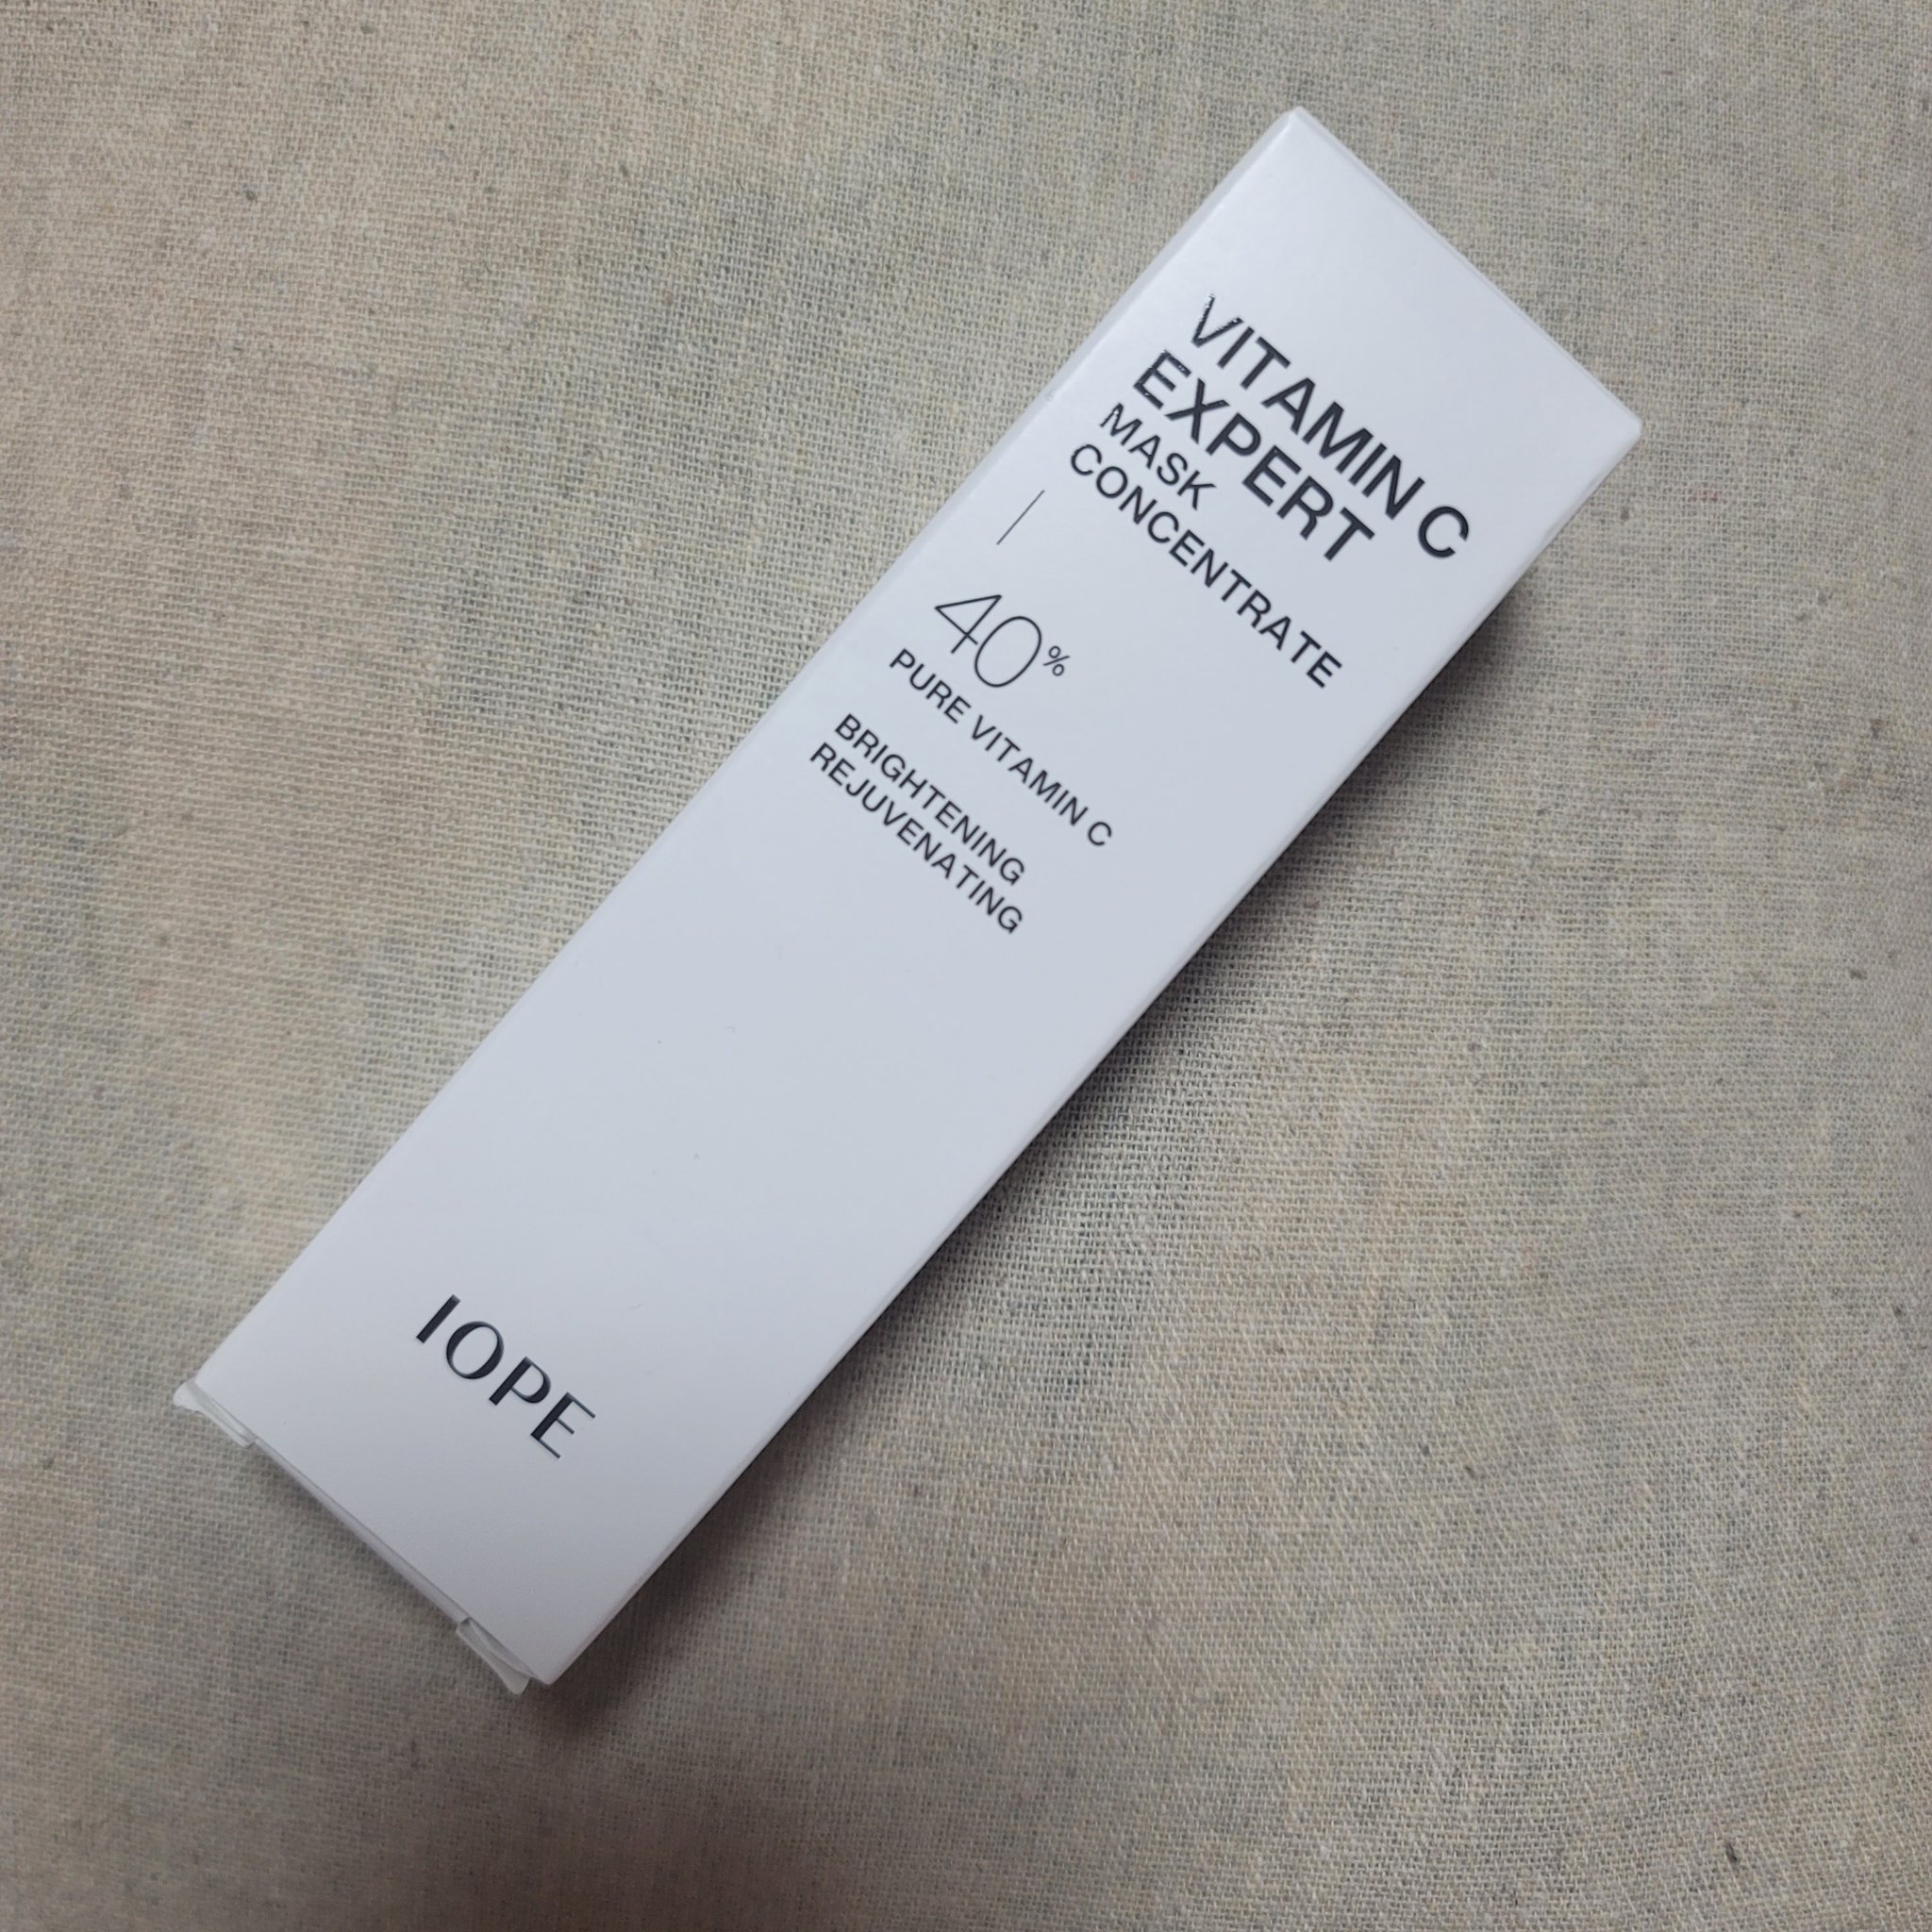 VITAMIN C
EXPERT
MASK
CONCENTRATE
40%
PURE VITAMIN C
BRIGHTENING
REJUVENATING
IOPE